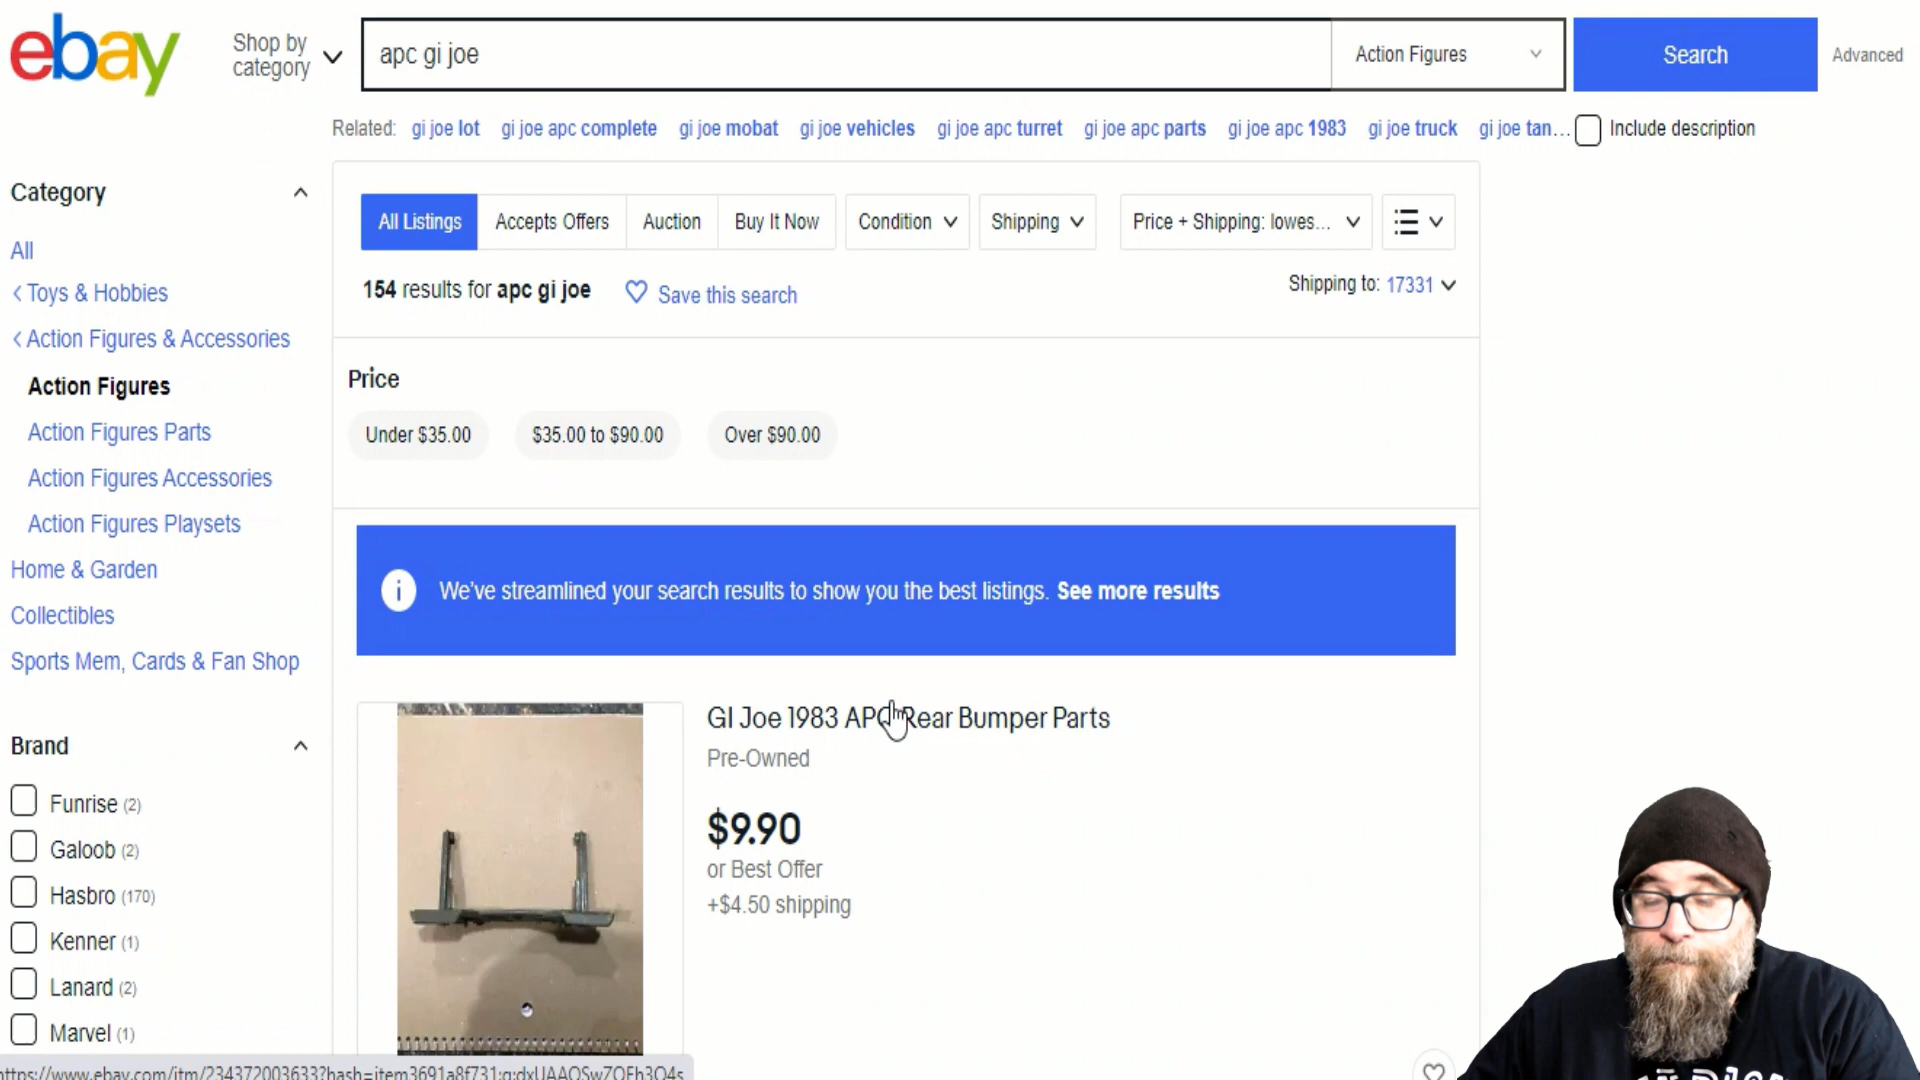 ebay
Shop by
category
apc gi joe
Action Figures
Search
Advanced
Related: gi joe lot gi joe apc complete gi joe mobat gi joe vehicles gi joe apc turret gi joe apc parts gi joe apc 1983 gi joe truck gi joe tan... Include description
Category
All
Toys & Hobbies
Action Figures & Accessories
Action Figures
Action Figures Parts
Action Figures Accessories
Action Figures Playsets
Home & Garden
Collectibles
Sports Mem, Cards & Fan Shop
Brand
Funrise (2)
Galoob (2)
Hasbro (170)
Kenner (1)
Lanard (2)
Marvel (1)
All Listings Accepts Offers Auction Buy It Now Condition Shipping Price + Shipping: lowes...
154 results for apc gi joe Save this search
Shipping to: 17331
Price
Under $35.00 $35.00 to $90.00 Over $90.00
i We've streamlined your search results to show you the best listings. See more results
GI Joe 1983 APC Rear Bumper Parts
Pre-Owned
$9.90
or Best Offer
+$4.50 shipping